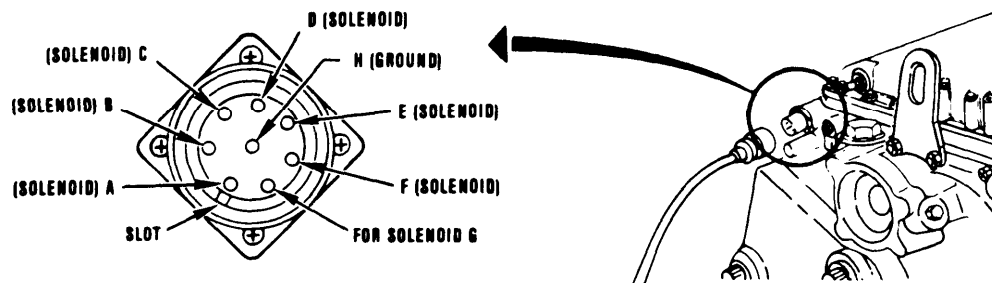 D (SOLENOID)
(SOLENOID) C
H (GROUND)
(SOLENOID) B
E (SOLENOID)
(SOLENOID) A
F (SOLENOID)
SLOT
FOR SOLENOID G